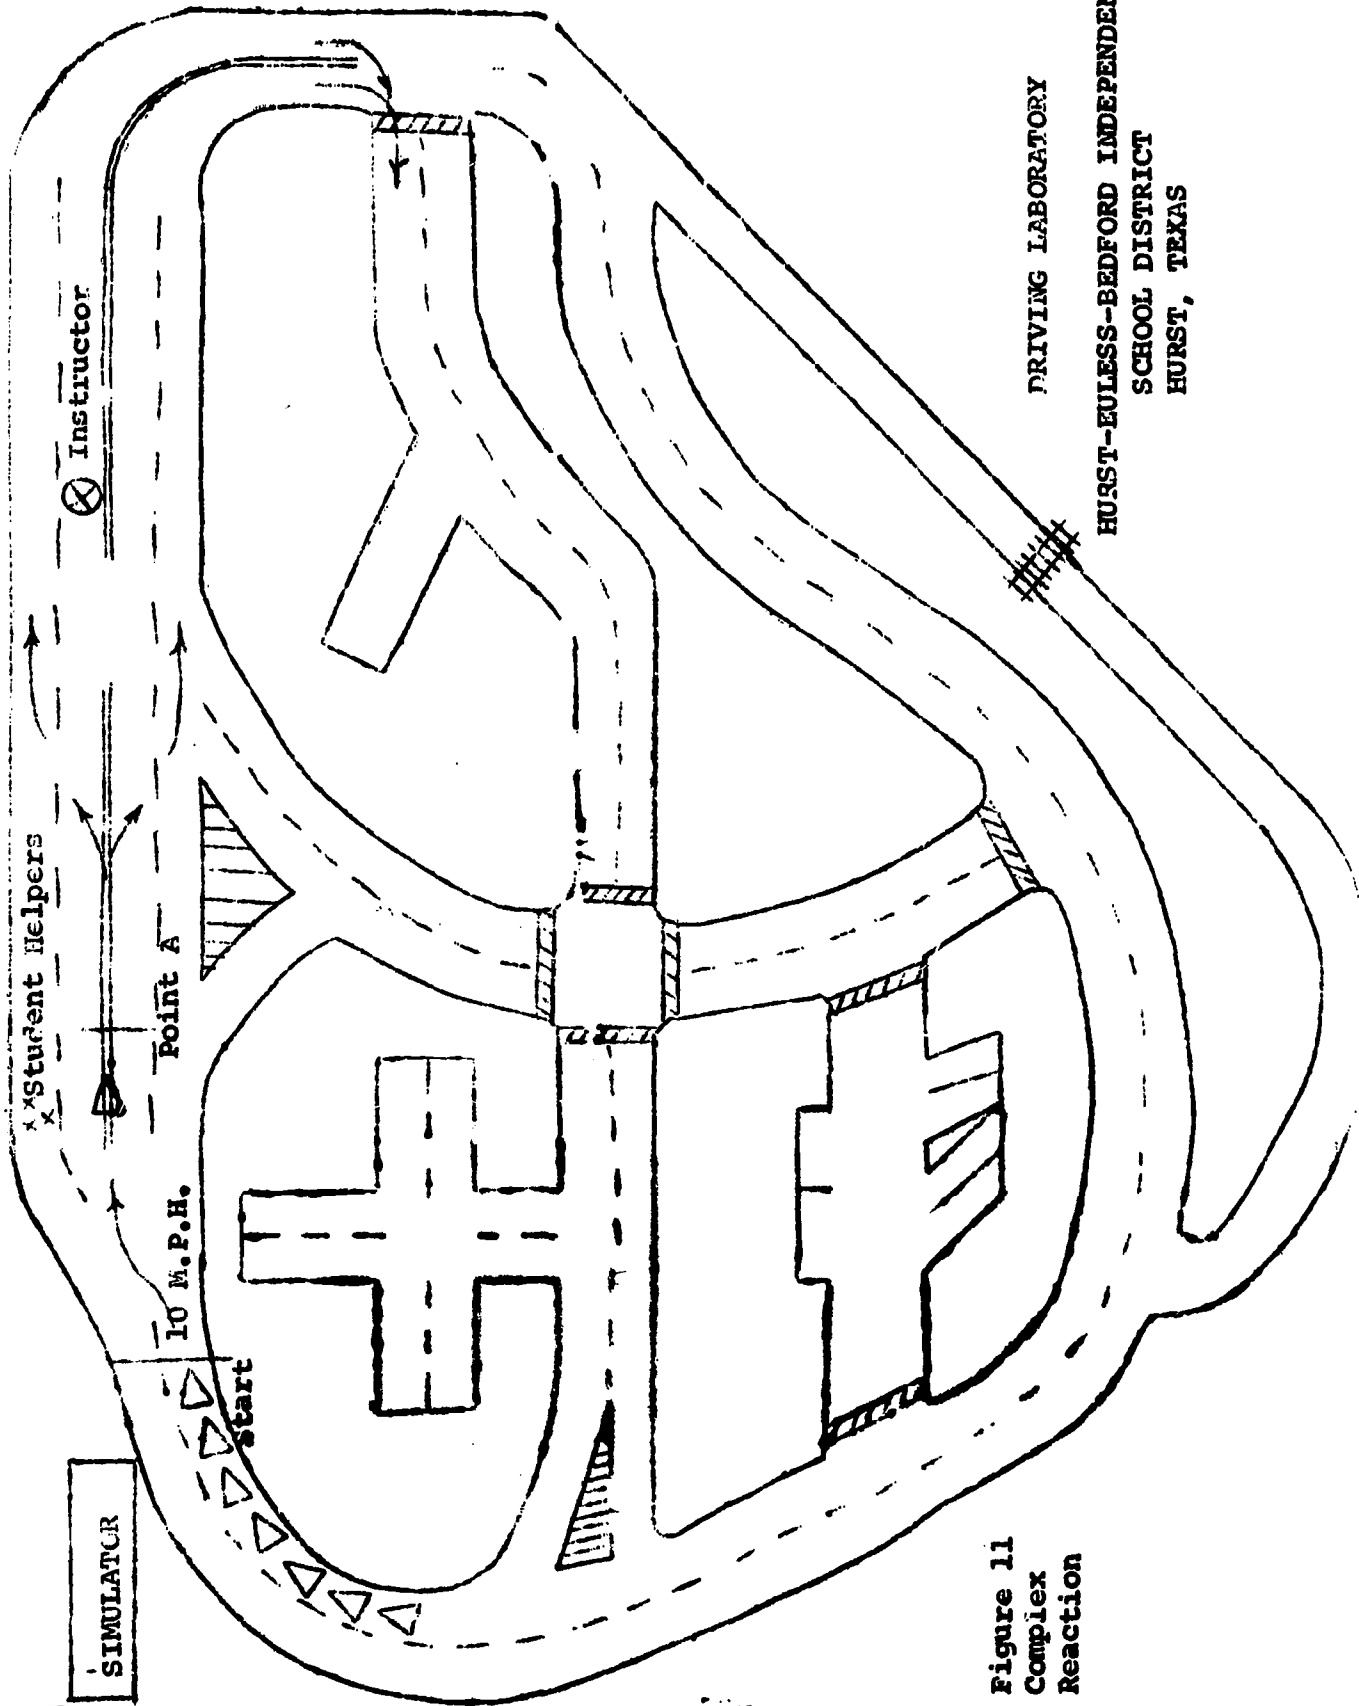 SIMULATOR
Start
10 M.P.H.
x x Student Helpers
x
Point A
Instructor
Figure 11
Complex
Reaction
DRIVING LABORATORY
HURST-EULESS-BEDFORD INDEPENDEN
SCHOOL DISTRICT
HURST, TEXAS